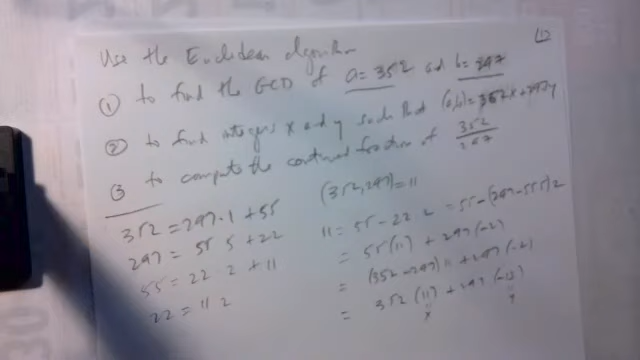 Use the Euclidean algorithm
(1)
① to find the GCD of a=352 and b=297
② to find integers x and y such that (a,b)=352x+297y
③ to compute the continued fraction of 352/297
(352,297)=11
352=297·1+55
297=55 5+22
55=22 2+11
22=11 2
11=55-22·2=55-(297-55 5)2
=55(11)+297(-2)
=(352-297)11+297(-2)
=352(11)+297(-13)
x y